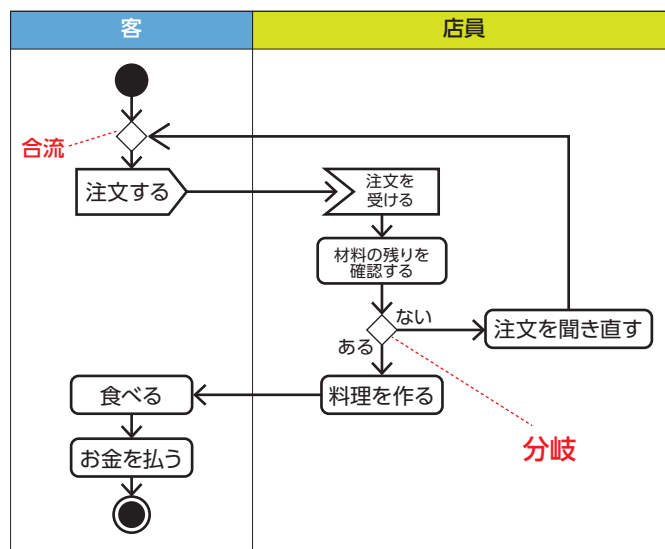 客
店員
合流
注文する
注文を
受ける
材料の残りを
確認する
ない
ある
注文を聞き直す
食べる
料理を作る
分岐
お金を払う